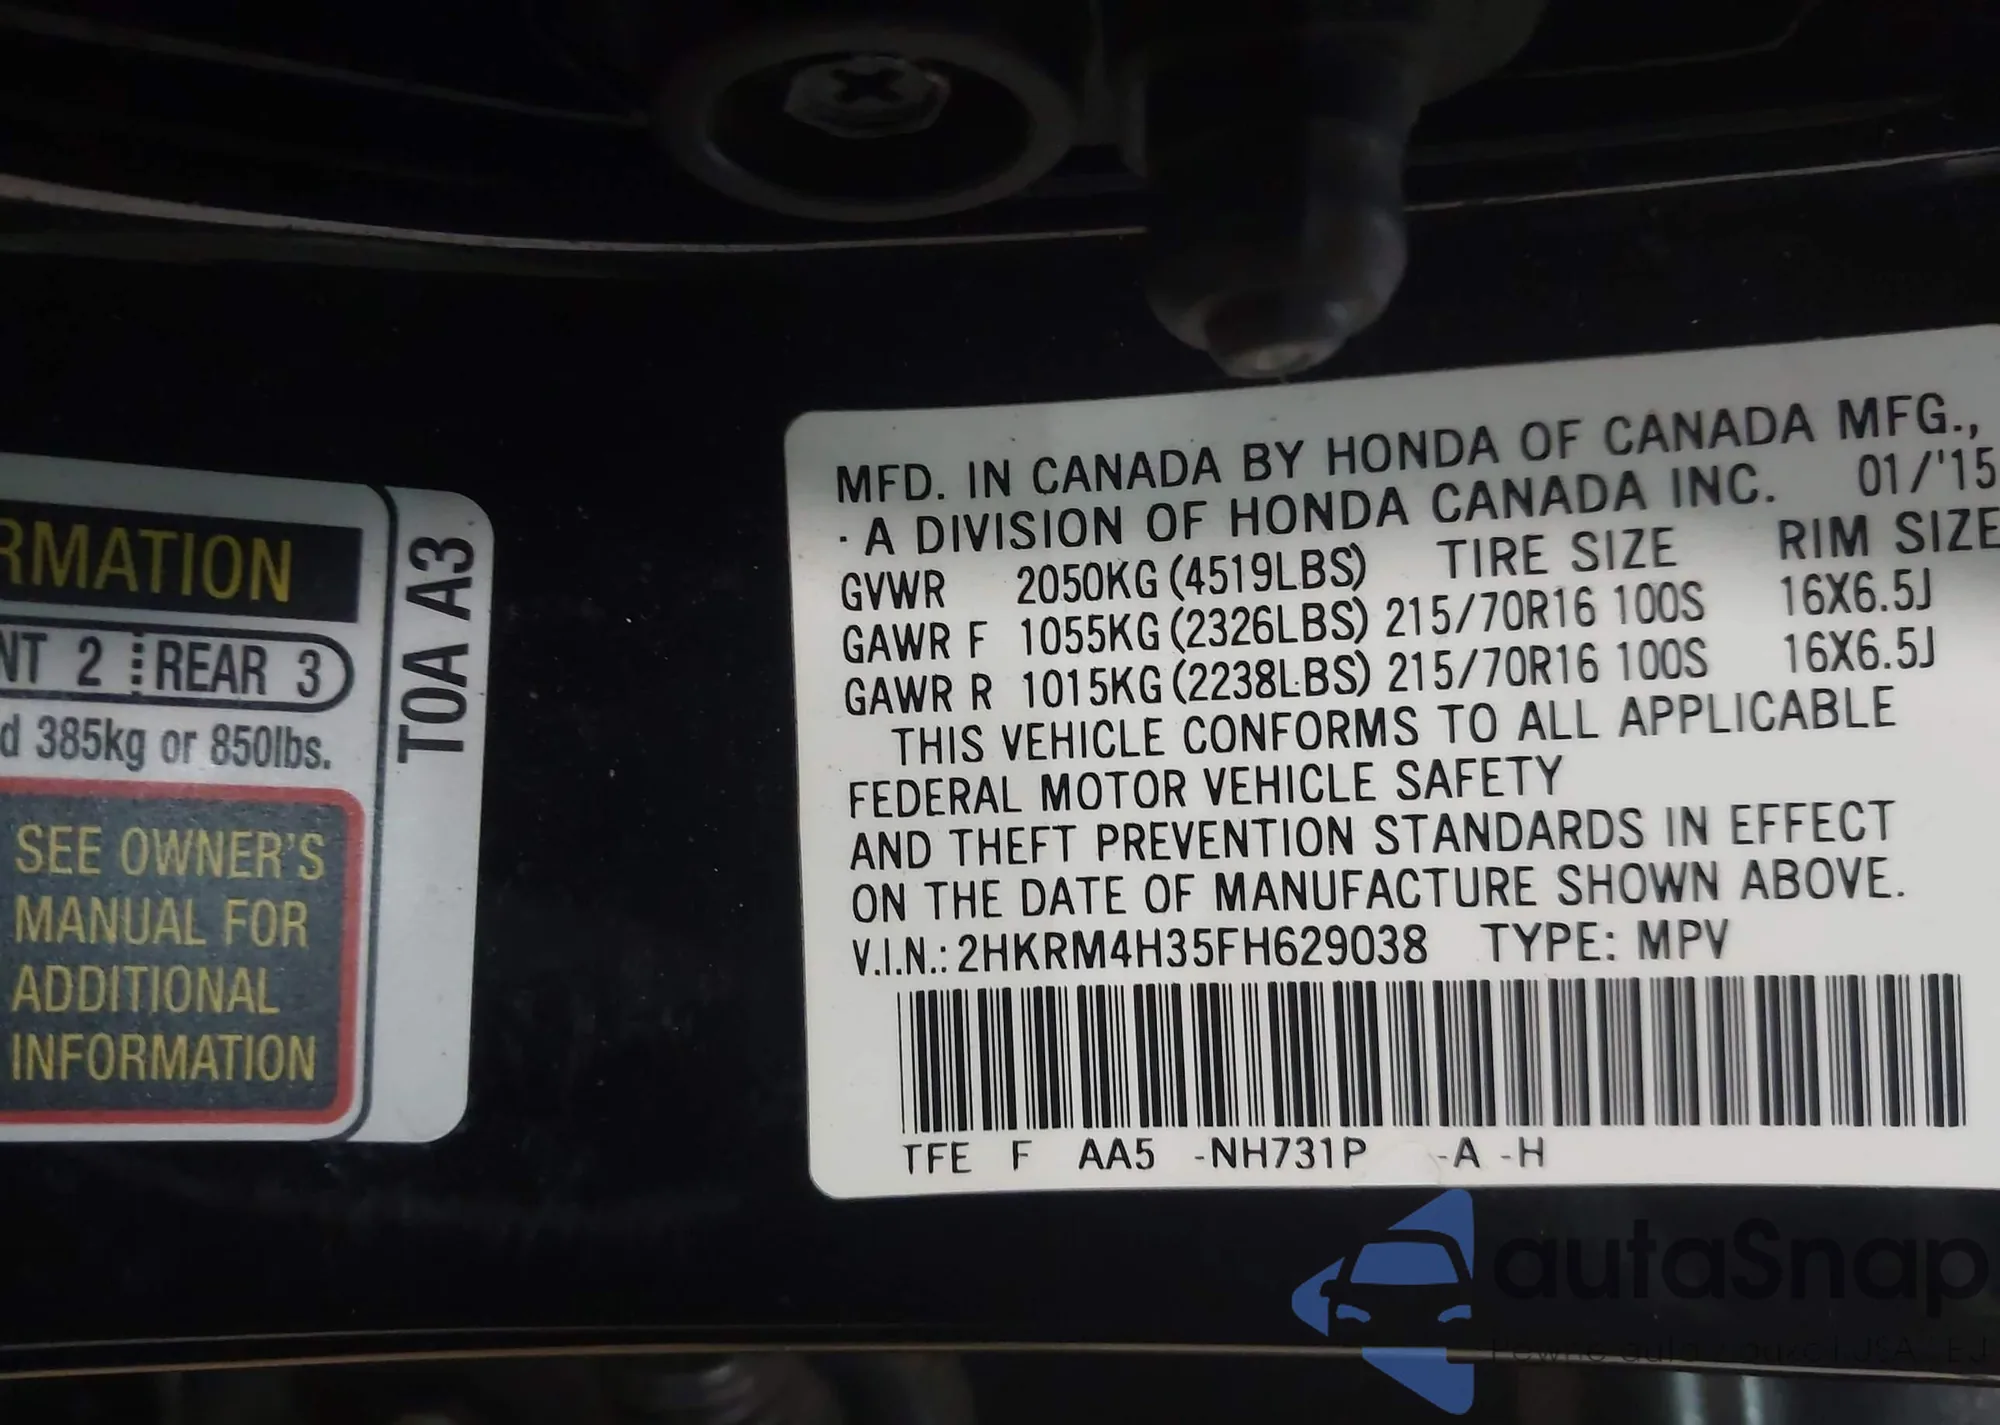 RMATION
NT 2 REAR 3
d 385kg or 850lbs.
SEE OWNER'S
MANUAL FOR
ADDITIONAL
INFORMATION
T0A A3
MFD. IN CANADA BY HONDA OF CANADA MFG.,
· A DIVISION OF HONDA CANADA INC. 01/'15
GVWR 2050KG (4519LBS) TIRE SIZE RIM SIZE
GAWR F 1055KG (2326LBS) 215/70R16 100S 16X6.5J
GAWR R 1015KG (2238LBS) 215/70R16 100S 16X6.5J
THIS VEHICLE CONFORMS TO ALL APPLICABLE
FEDERAL MOTOR VEHICLE SAFETY
AND THEFT PREVENTION STANDARDS IN EFFECT
ON THE DATE OF MANUFACTURE SHOWN ABOVE.
V.I.N.: 2HKRM4H35FH629038 TYPE: MPV
TFE F AA5 -NH731P -A -H
autaSnap